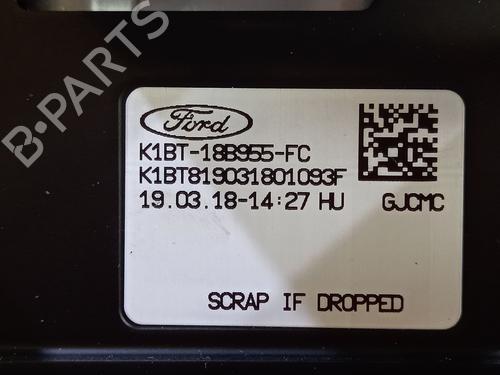 B-PARTS
Ford
K1BT-18B955-FC
K1BT819031801093F
19.03.18-14:27 HU GJCMC
SCRAP IF DROPPED